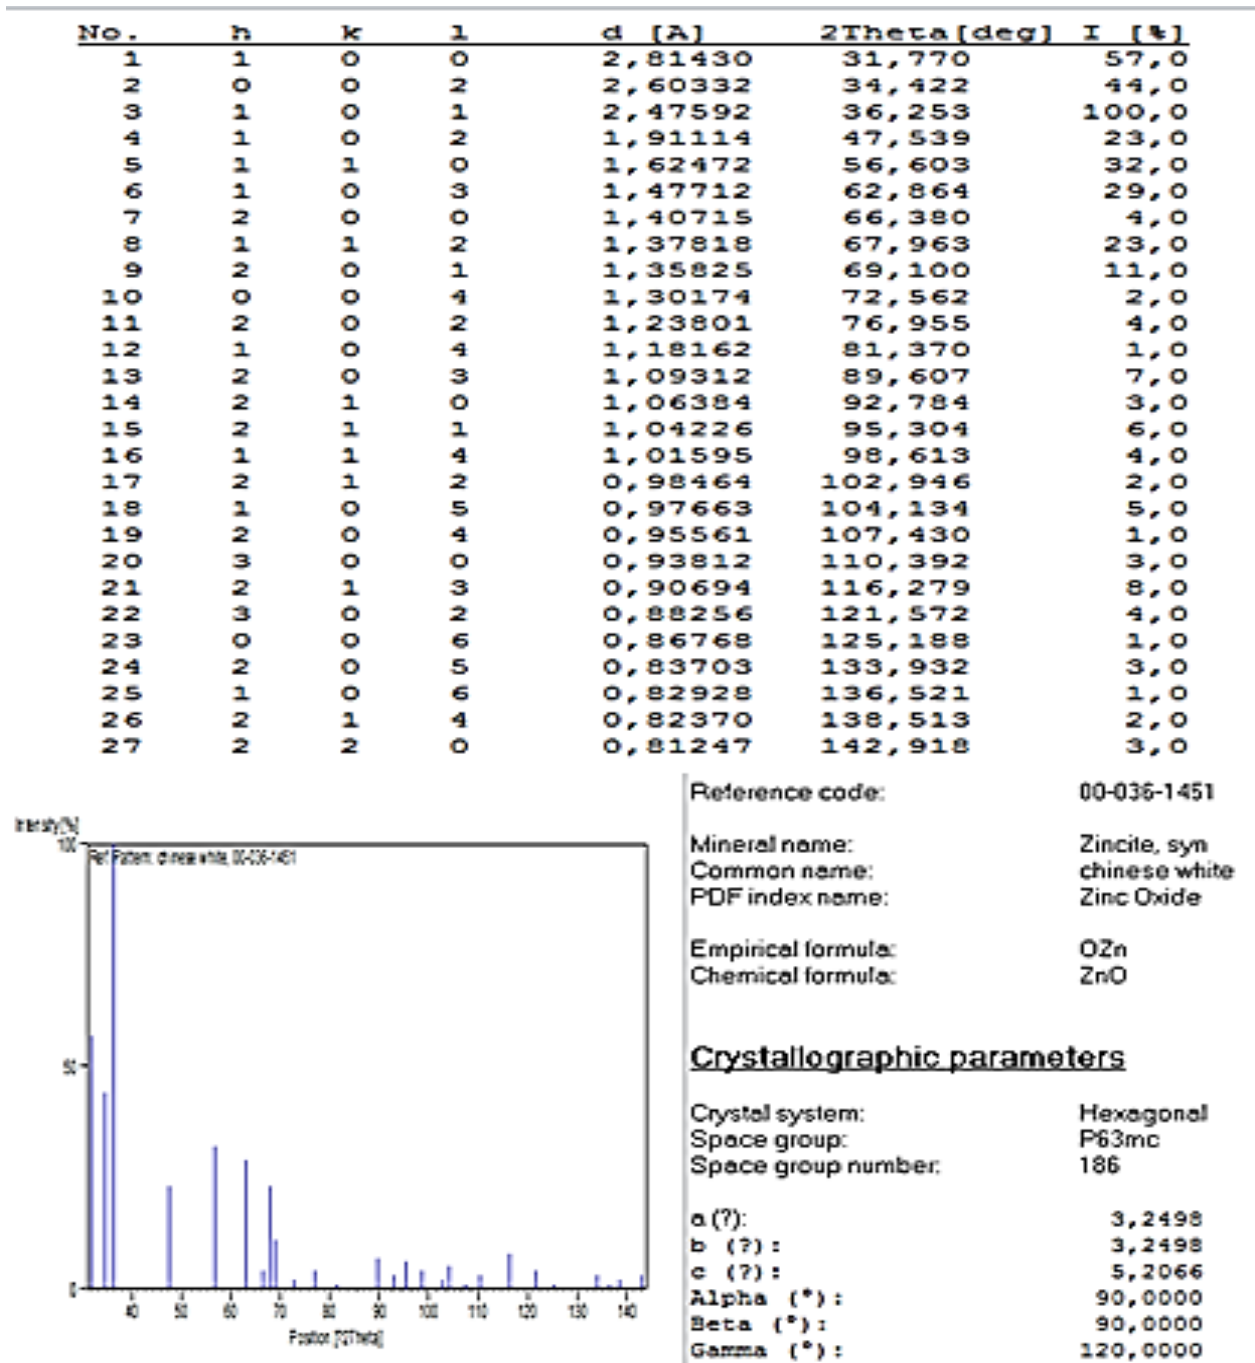 No. h k l d [A] 2Theta[deg] I [%]
1 1 0 0 2,81430 31,770 57,0
2 0 0 2 2,60332 34,422 44,0
3 1 0 1 2,47592 36,253 100,0
4 1 0 2 1,91114 47,539 23,0
5 1 1 0 1,62472 56,603 32,0
6 1 0 3 1,47712 62,864 29,0
7 2 0 0 1,40715 66,380 4,0
8 1 1 2 1,37818 67,963 23,0
9 2 0 1 1,35825 69,100 11,0
10 0 0 4 1,30174 72,562 2,0
11 2 0 2 1,23801 76,955 4,0
12 1 0 4 1,18162 81,370 1,0
13 2 0 3 1,09312 89,607 7,0
14 2 1 0 1,06384 92,784 3,0
15 2 1 1 1,04226 95,304 6,0
16 1 1 4 1,01595 98,613 4,0
17 2 1 2 0,98464 102,946 2,0
18 1 0 5 0,97663 104,134 5,0
19 2 0 4 0,95561 107,430 1,0
20 3 0 0 0,93812 110,392 3,0
21 2 1 3 0,90694 116,279 8,0
22 3 0 2 0,88256 121,572 4,0
23 0 0 6 0,86768 125,188 1,0
24 2 0 5 0,83703 133,932 3,0
25 1 0 6 0,82928 136,521 1,0
26 2 1 4 0,82370 138,513 2,0
27 2 2 0 0,81247 142,918 3,0
Intensity [%]
100
Ref. Pattern: chinese white, 00-036-1451
50
0
40 50 60 70 80 90 100 110 120 130 140
Position [°2Theta]
Reference code: 00-036-1451
Mineral name: Zincite, syn
Common name: chinese white
PDF index name: Zinc Oxide
Empirical formula: OZn
Chemical formula: ZnO
Crystallographic parameters
Crystal system: Hexagonal
Space group: P63mc
Space group number: 186
a (?): 3,2498
b (?): 3,2498
c (?): 5,2066
Alpha (°): 90,0000
Beta (°): 90,0000
Gamma (°): 120,0000